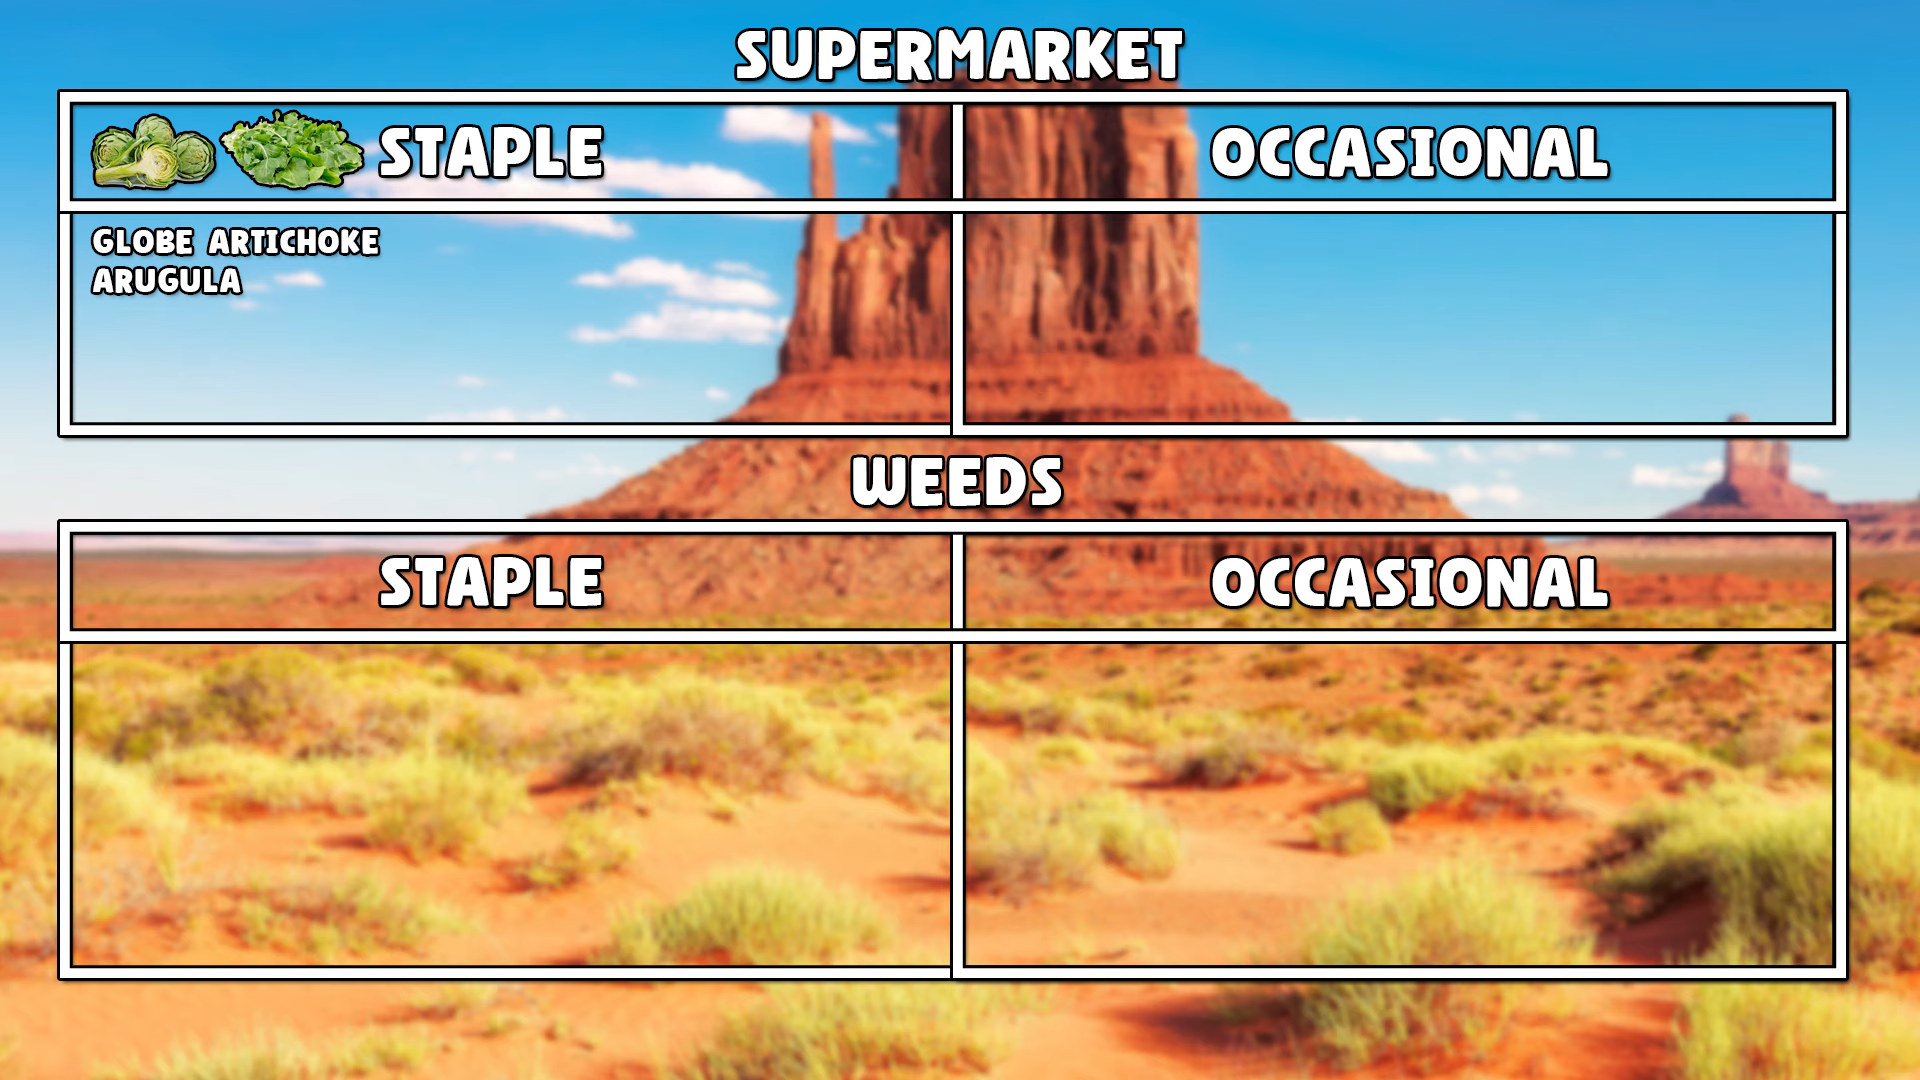 SUPERMARKET
STAPLE
OCCASIONAL
GLOBE ARTICHOKE
ARUGULA
WEEDS
STAPLE
OCCASIONAL